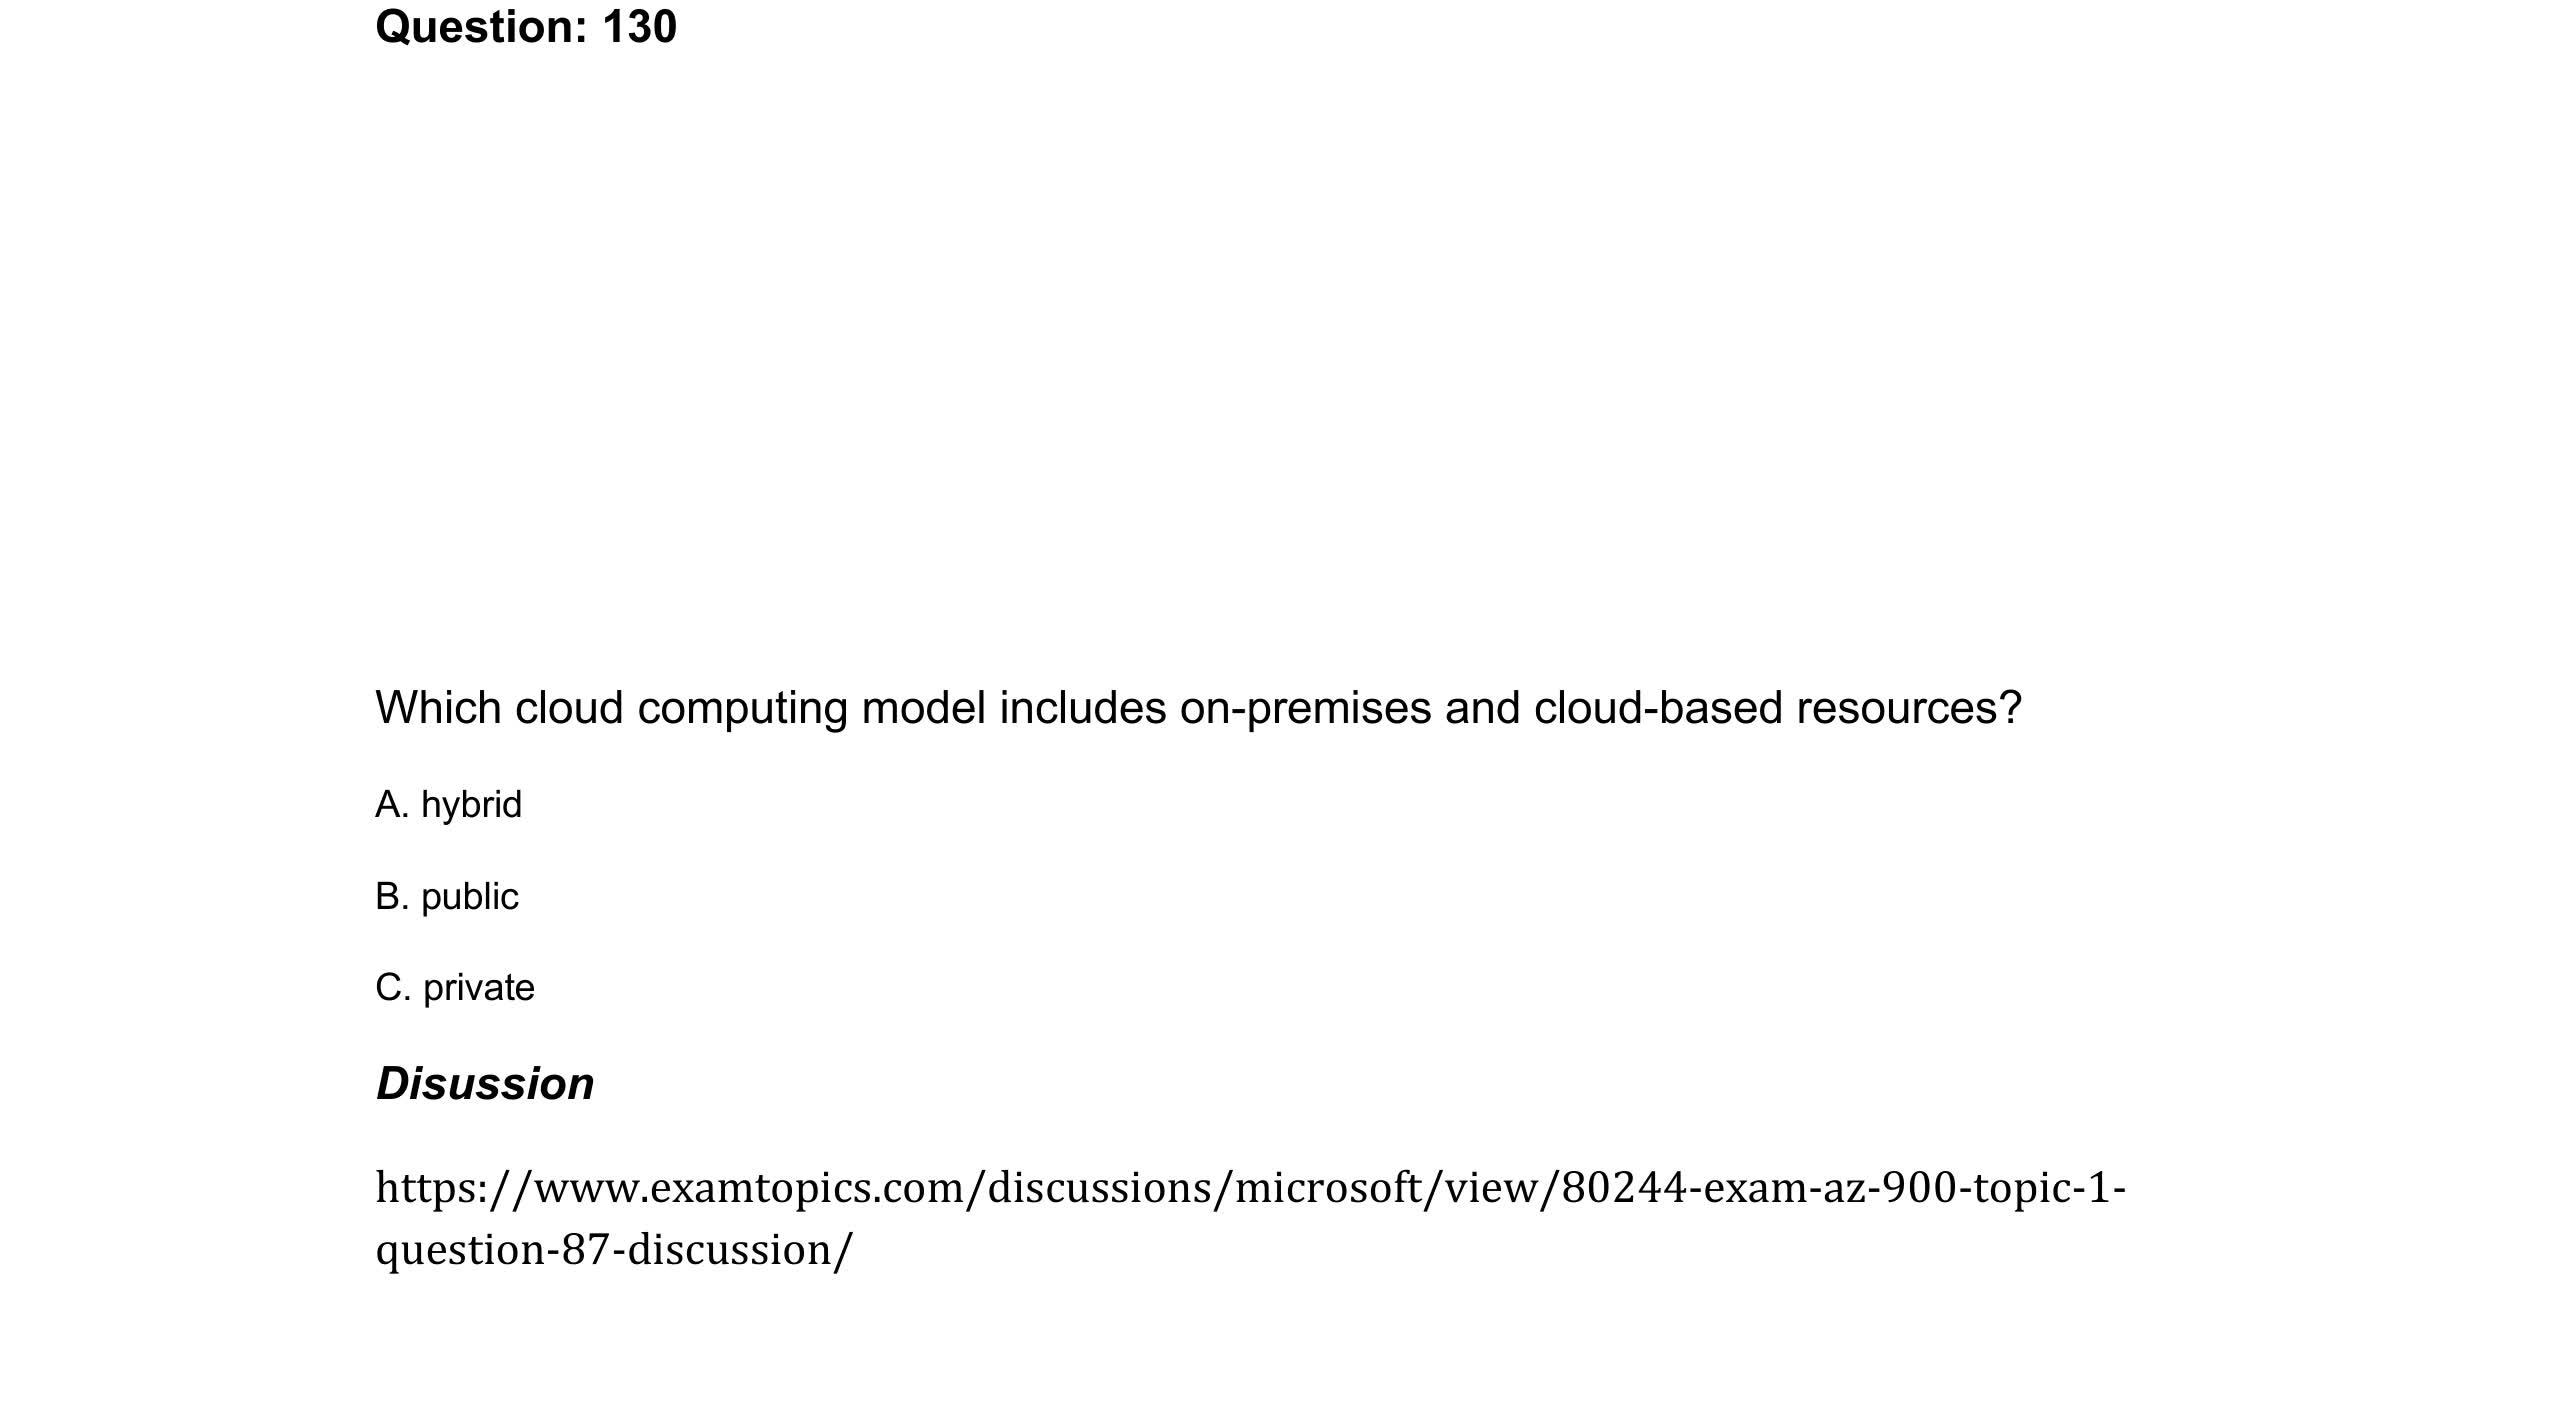 Question: 130
Which cloud computing model includes on-premises and cloud-based resources?
A. hybrid
B. public
C. private
Disussion
https://www.examtopics.com/discussions/microsoft/view/80244-exam-az-900-topic-1-
question-87-discussion/